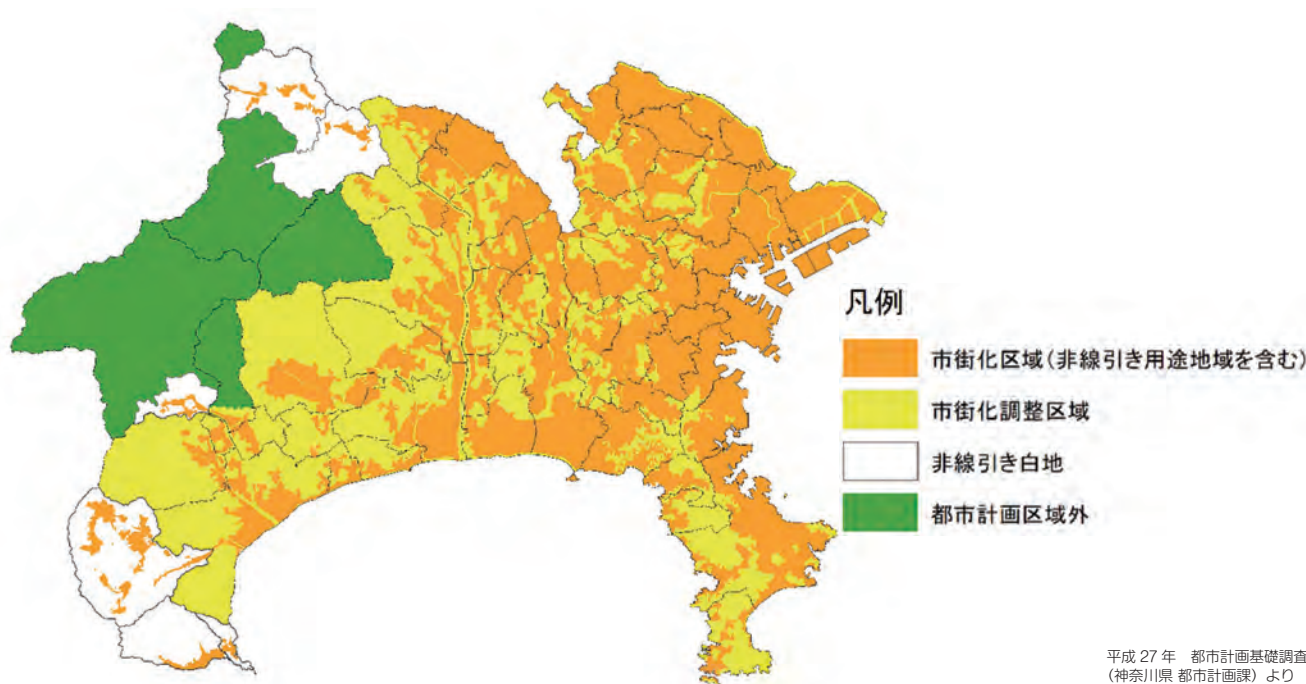 凡例
市街化区域(非線引き用途地域を含む)
市街化調整区域
非線引き白地
都市計画区域外
平成 27 年　都市計画基礎調査
(神奈川県 都市計画課) より